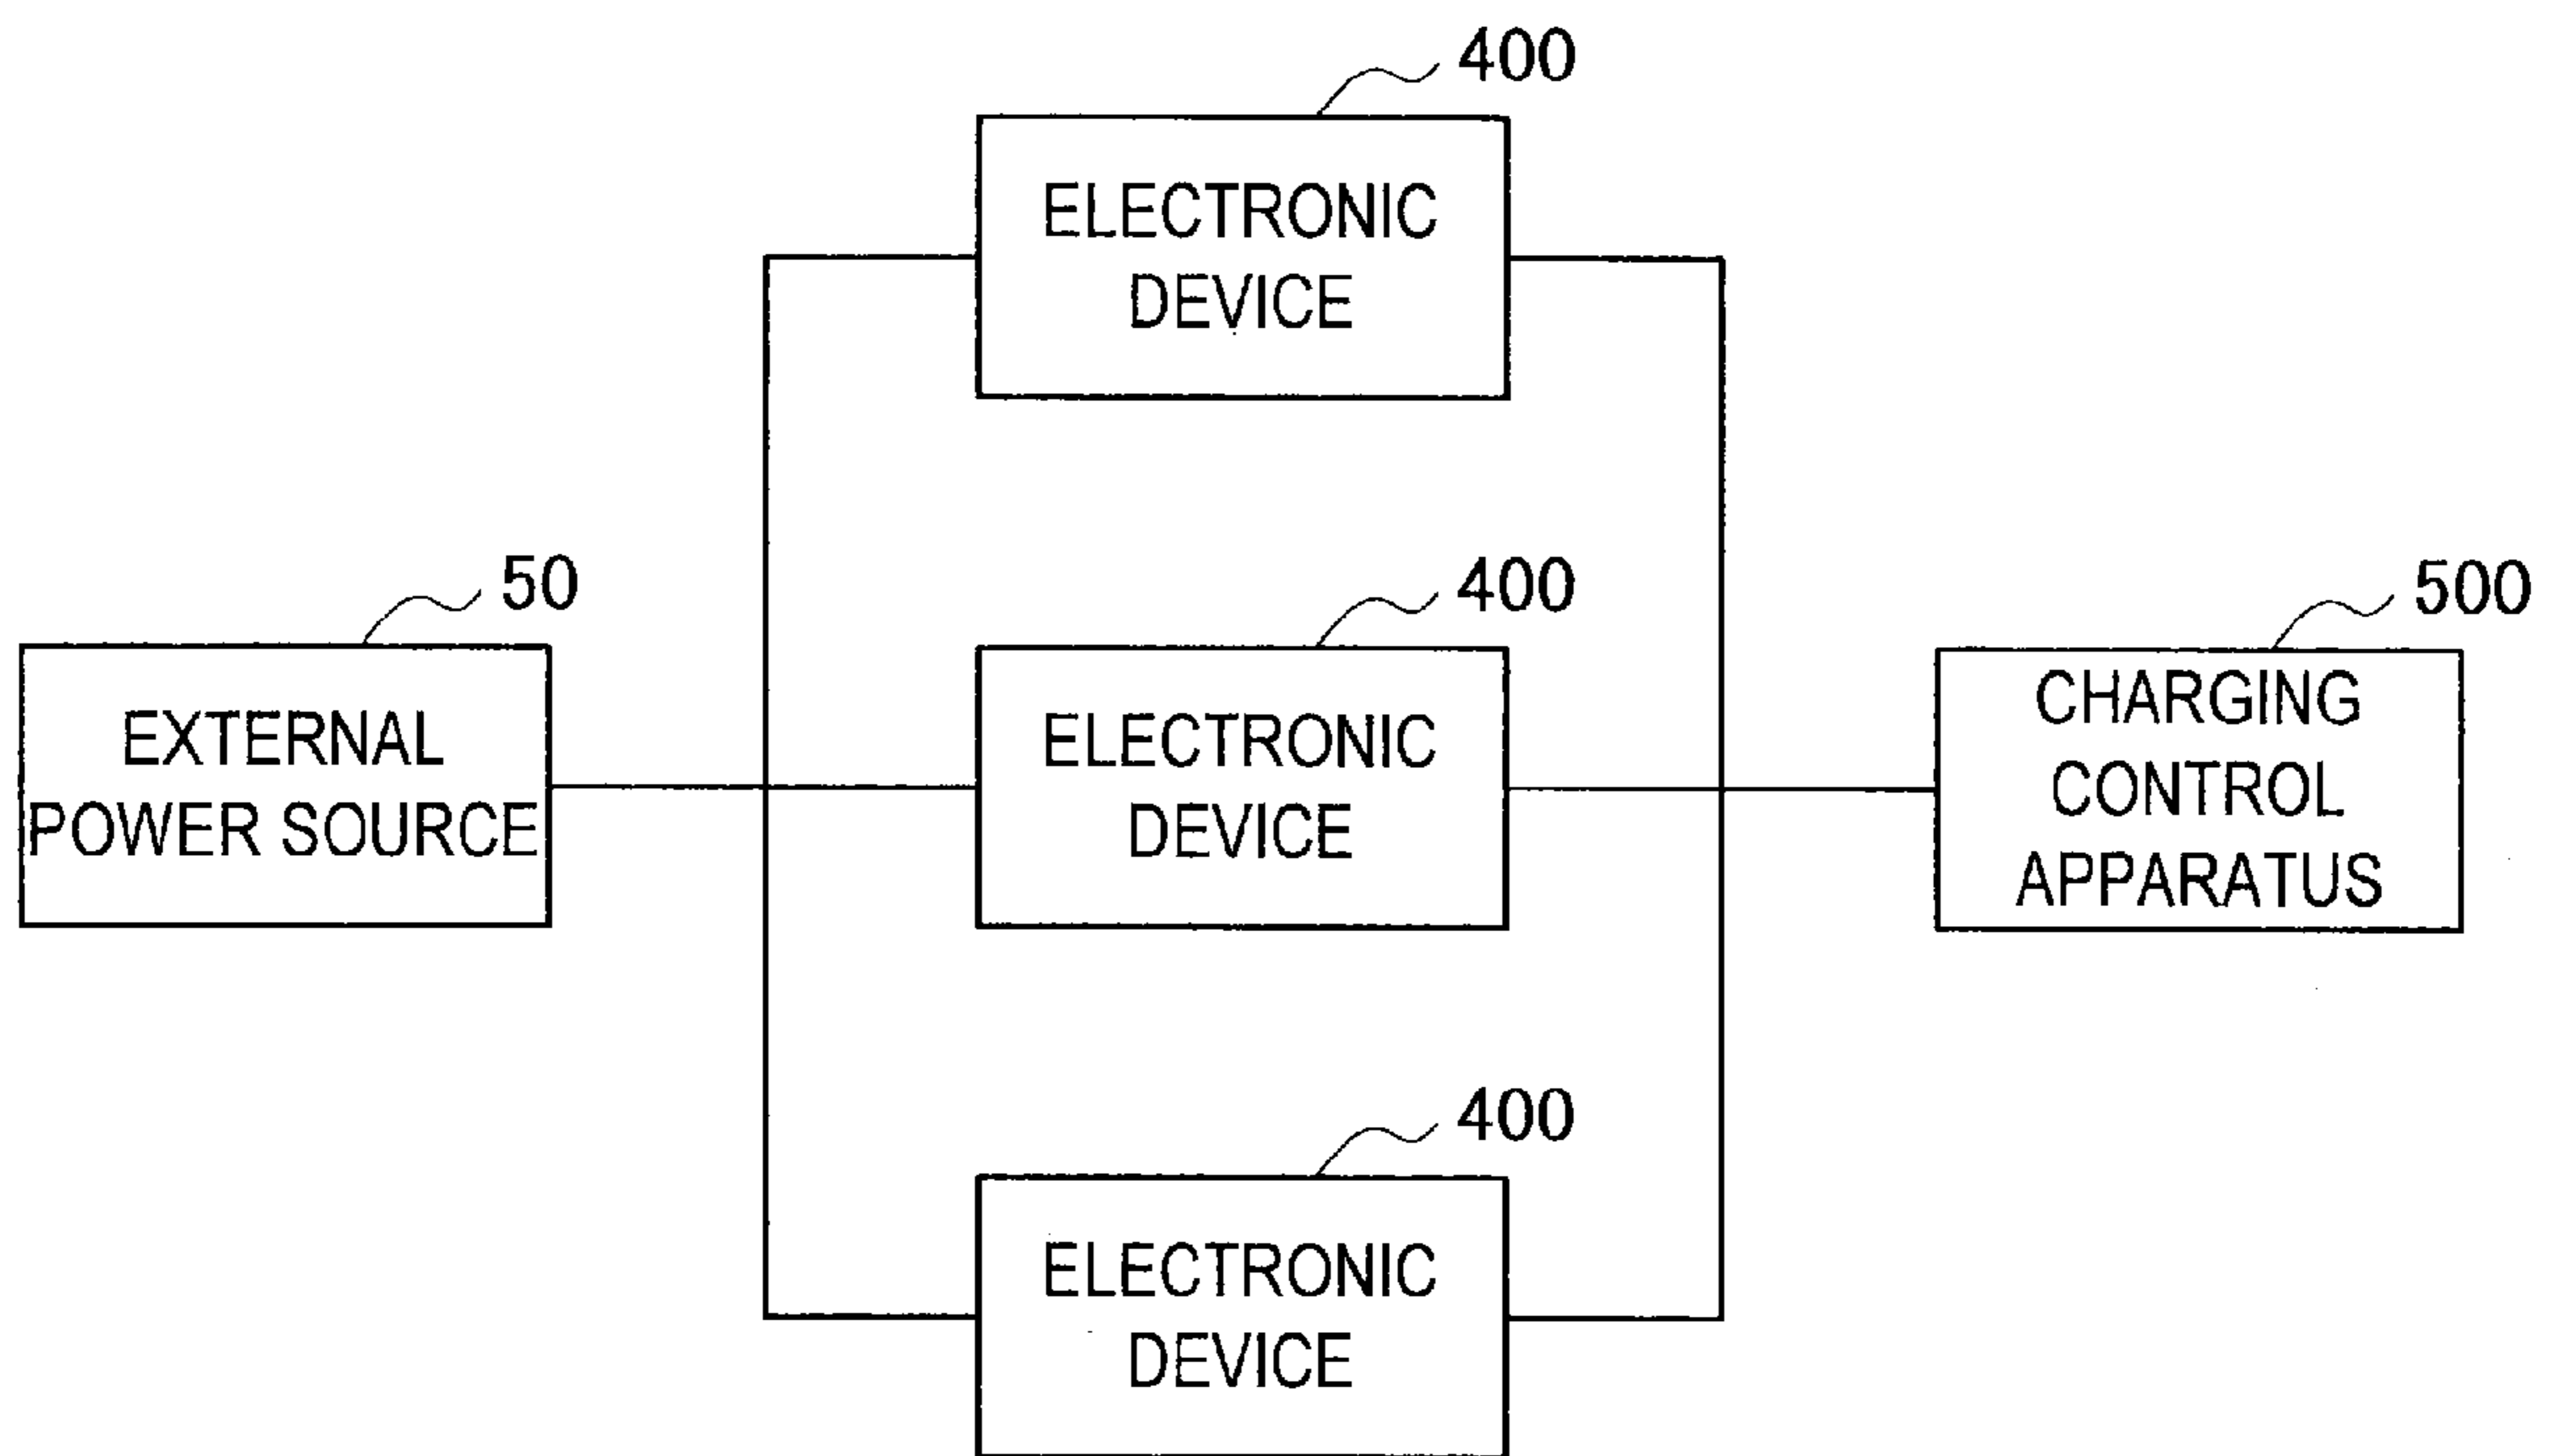 400
ELECTRONIC
DEVICE
50
EXTERNAL
POWER SOURCE
400
ELECTRONIC
DEVICE
500
CHARGING
CONTROL
APPARATUS
400
ELECTRONIC
DEVICE